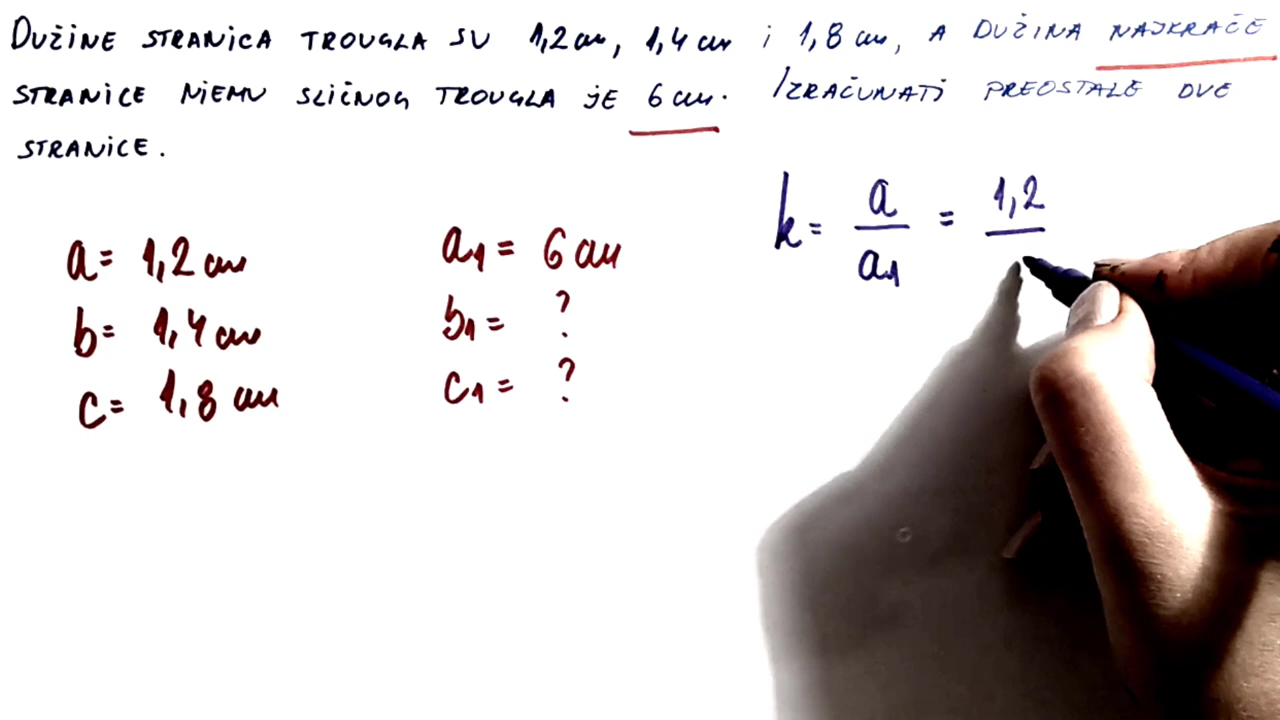 DUŽINE STRANICA TROUGLA SU 1,2 cm, 1,4 cm i 1,8 cm, A DUŽINA NAJKRAĆE
STRANICE NJEMU SLIČNOG TROUGLA JE 6 cm. IZRAČUNATI PREOSTALE DVE
STRANICE.
k = a / a1 = 1,2
a = 1,2 cm
b = 1,4 cm
c = 1,8 cm
a1 = 6 cm
b1 = ?
c1 = ?